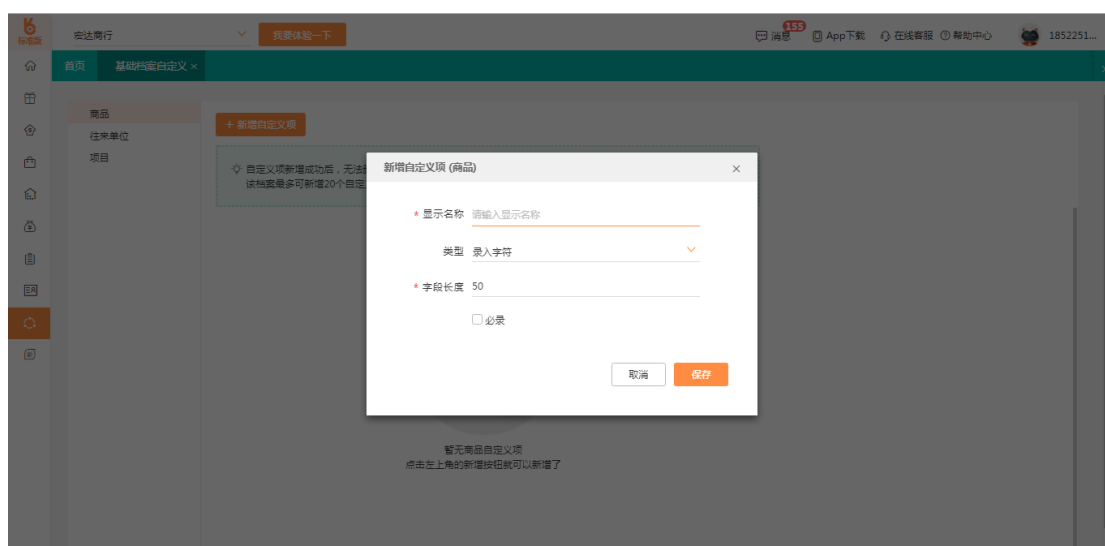 标准版
宏达商行
我要体验一下
155
消息
App下载
在线客服
帮助中心
1852251...
首页
基础档案自定义 ×
商品
往来单位
项目
+ 新增自定义项
自定义项新增成功后，无法
该档案最多可新增20个自定
新增自定义项 (商品)
×
* 显示名称 请输入显示名称
类型 录入字符
* 字段长度 50
必录
取消
保存
暂无商品自定义项
点击左上角的新增按钮就可以新增了